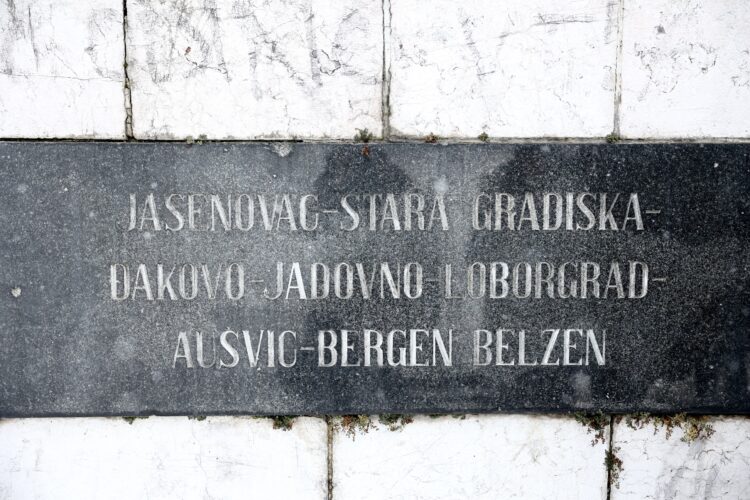 JASENOVAC-STARA GRADISKA-
ĐAKOVO-JADOVNO-LOBORGRAD-
AUSVIC-BERGEN BELZEN